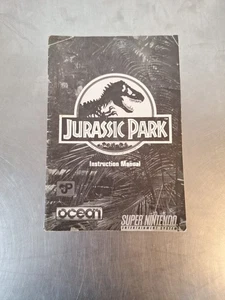 JURASSIC PARK
Instruction Manual
ocean
SUPER NINTENDO
ENTERTAINMENT SYSTEM